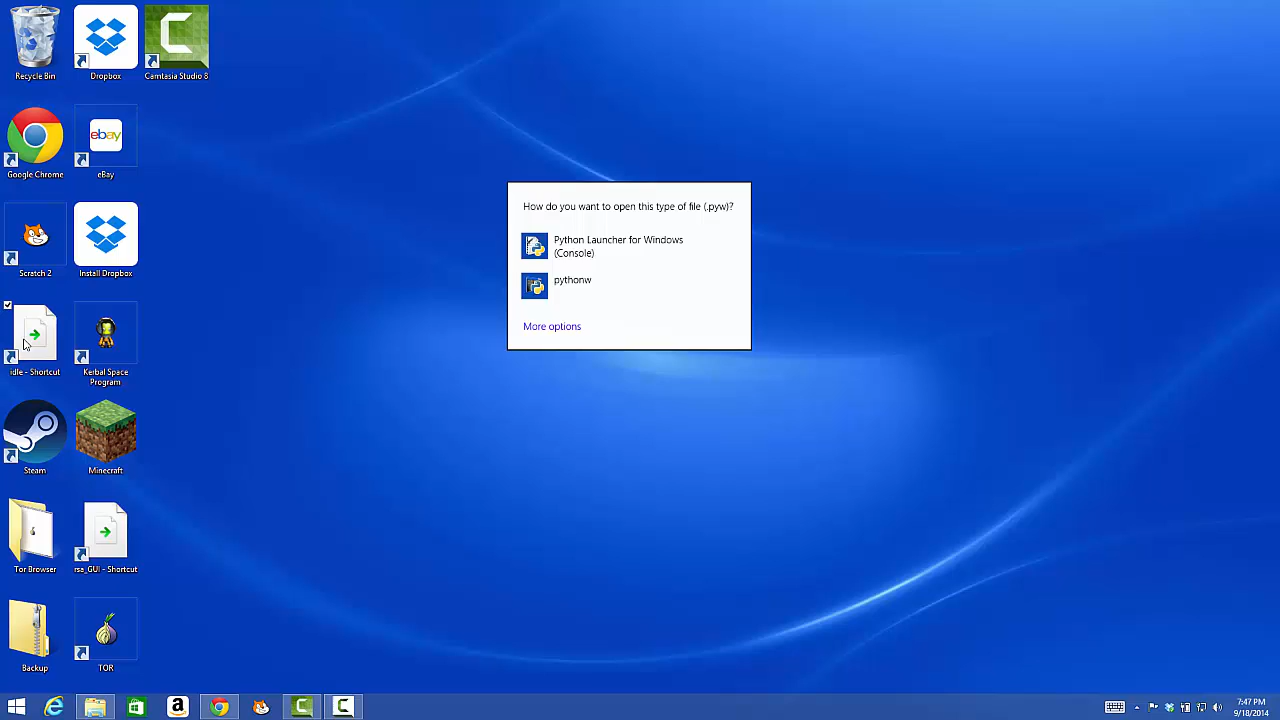 Recycle Bin
Dropbox
Camtasia Studio 8
Google Chrome
ebay
eBay
Scratch 2
Install Dropbox
idle - Shortcut
Kerbal Space
Program
Steam
Minecraft
Tor Browser
rsa_GUI - Shortcut
Backup
TOR
How do you want to open this type of file (.pyw)?
Python Launcher for Windows
(Console)
pythonw
More options
7:47 PM
9/18/2014